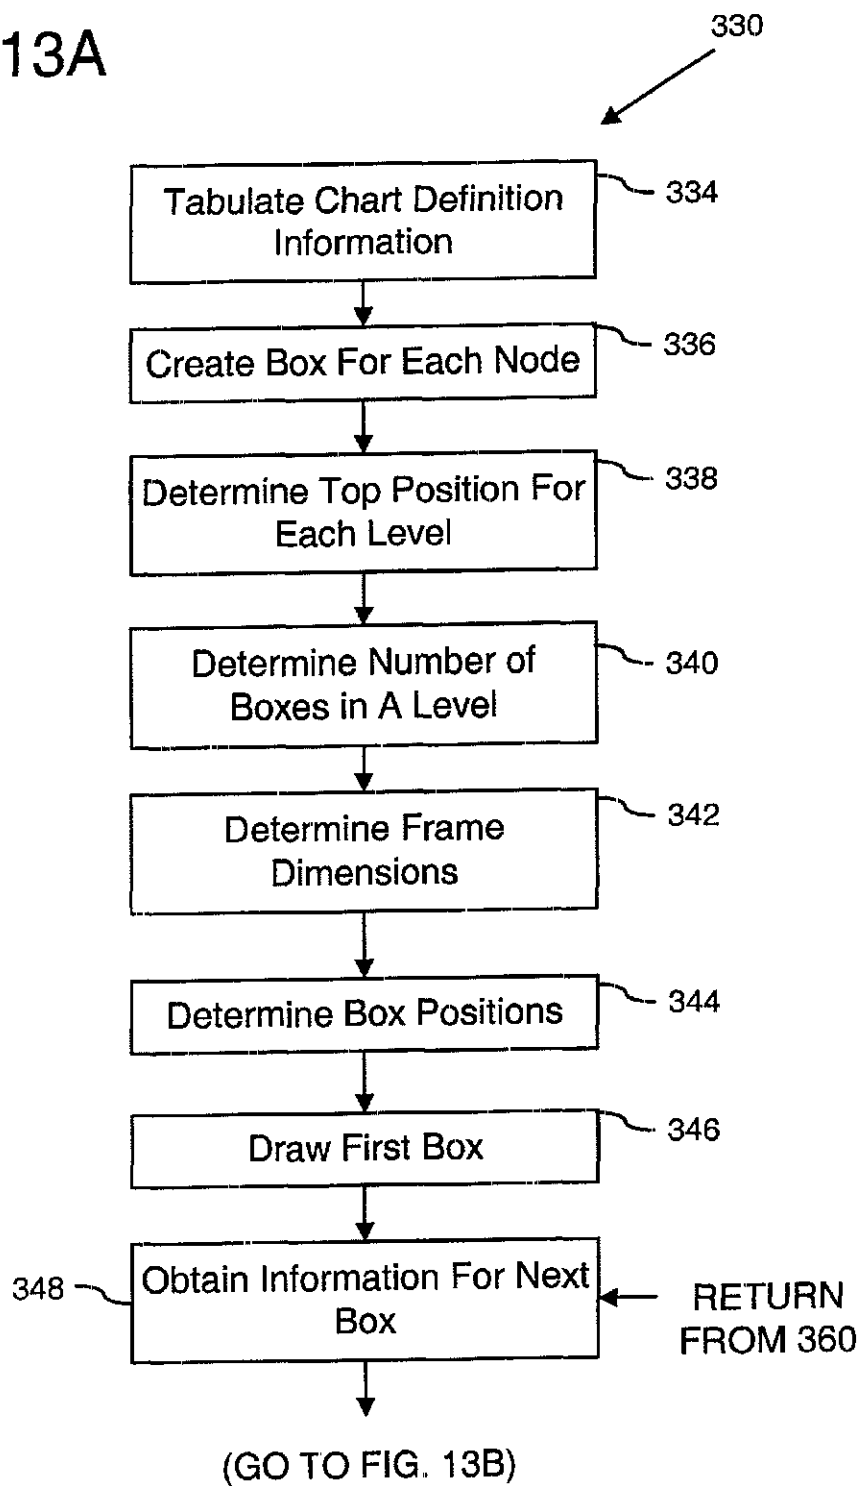 13A
330
Tabulate Chart Definition
Information
334
Create Box For Each Node
336
Determine Top Position For
Each Level
338
Determine Number of
Boxes in A Level
340
Determine Frame
Dimensions
342
Determine Box Positions
344
Draw First Box
346
348
Obtain Information For Next
Box
RETURN
FROM 360
(GO TO FIG. 13B)